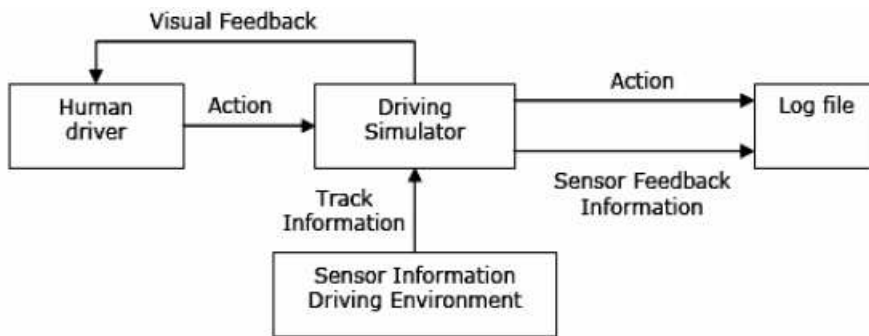 Visual Feedback
Human
driver
Action
Driving
Simulator
Action
Log file
Sensor Feedback
Information
Track
Information
Sensor Information
Driving Environment